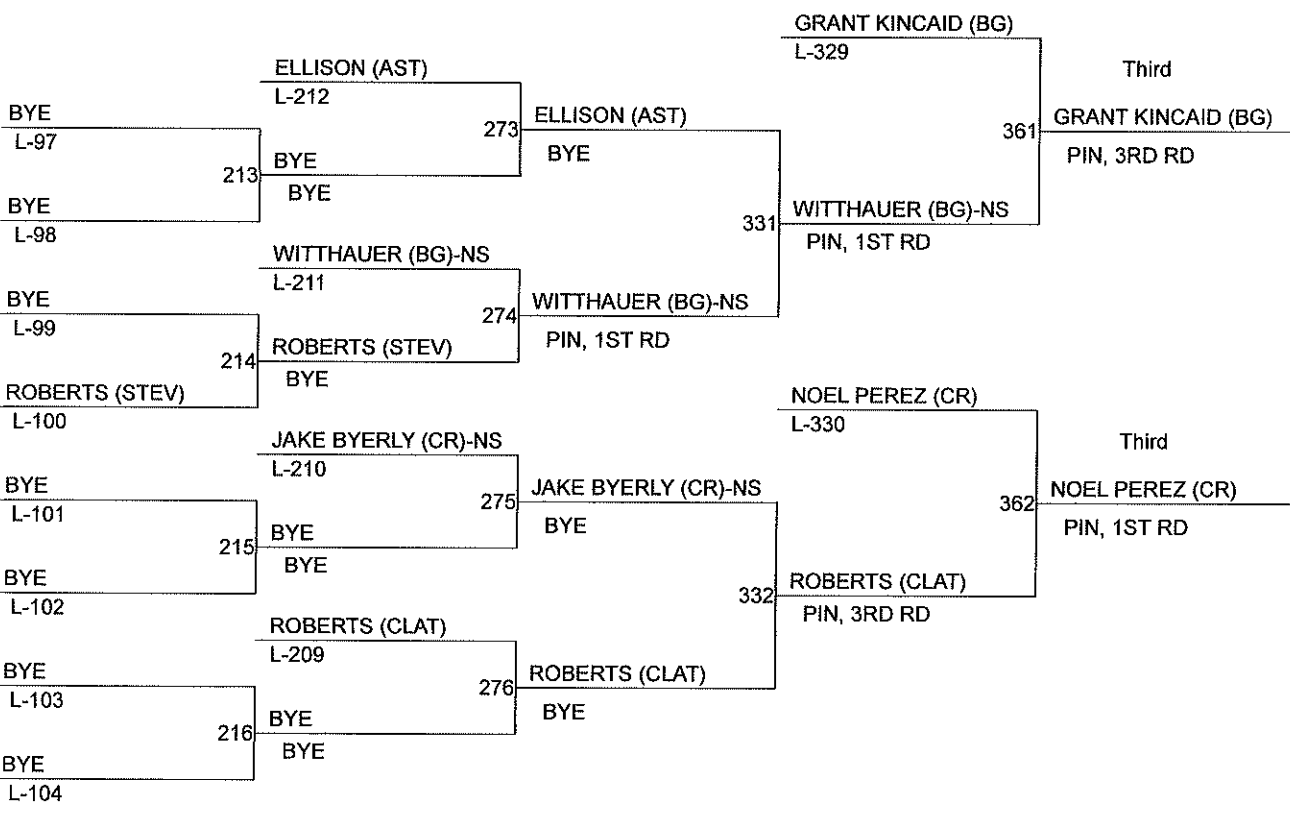 GRANT KINCAID (BG)
L-329
ELLISON (AST)
L-212
Third
BYE
L-97
273
ELLISON (AST)
BYE
361
GRANT KINCAID (BG)
PIN, 3RD RD
213
BYE
BYE
BYE
L-98
331
WITTHAUER (BG)-NS
PIN, 1ST RD
WITTHAUER (BG)-NS
L-211
BYE
L-99
274
WITTHAUER (BG)-NS
PIN, 1ST RD
214
ROBERTS (STEV)
BYE
ROBERTS (STEV)
L-100
NOEL PEREZ (CR)
L-330
JAKE BYERLY (CR)-NS
L-210
Third
BYE
L-101
275
JAKE BYERLY (CR)-NS
BYE
362
NOEL PEREZ (CR)
PIN, 1ST RD
215
BYE
BYE
BYE
L-102
332
ROBERTS (CLAT)
PIN, 3RD RD
ROBERTS (CLAT)
L-209
BYE
L-103
276
ROBERTS (CLAT)
BYE
216
BYE
BYE
BYE
L-104